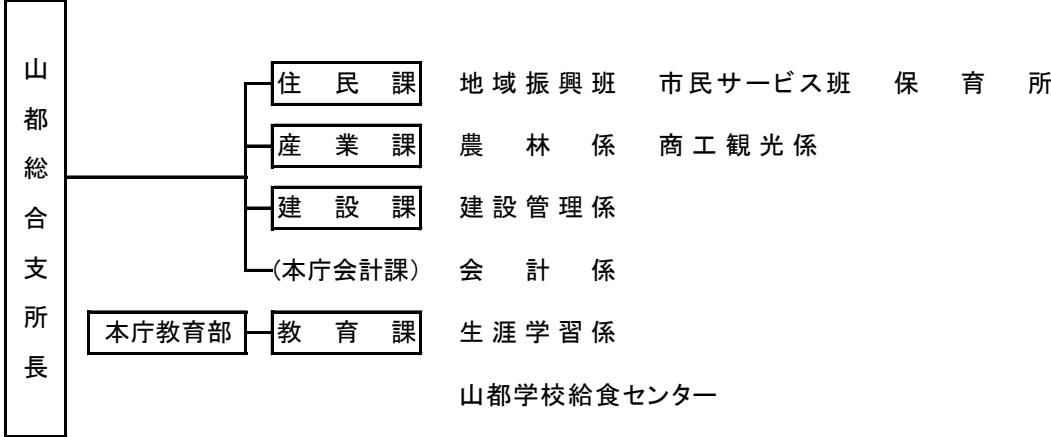 山都総合支所長
住民課 地域振興班 市民サービス班 保育所
産業課 農林係 商工観光係
建設課 建設管理係
(本庁会計課) 会計係
本庁教育部 教育課 生涯学習係
山都学校給食センター